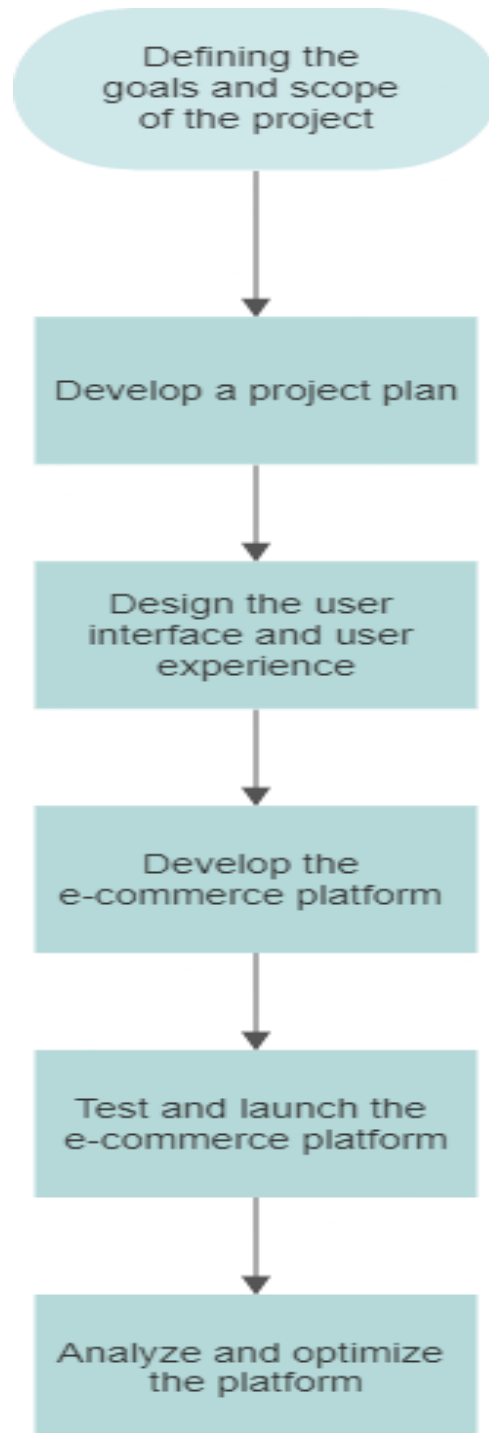 Defining the
goals and scope
of the project
Develop a project plan
Design the user
interface and user
experience
Develop the
e-commerce platform
Test and launch the
e-commerce platform
Analyze and optimize
the platform